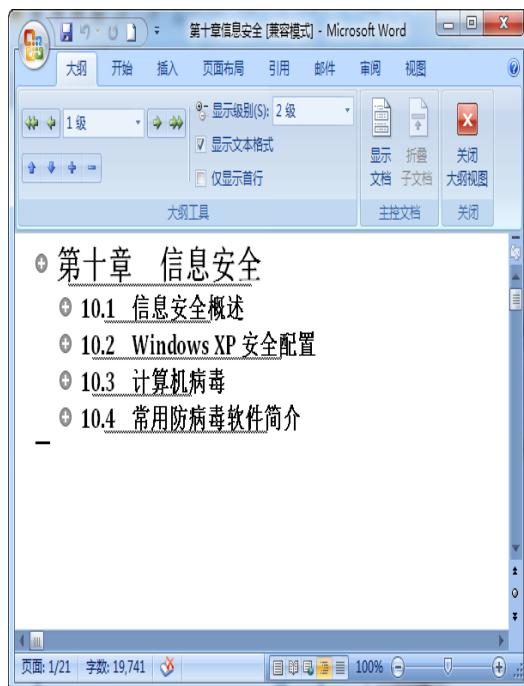 第十章信息安全 [兼容模式] - Microsoft Word
大纲 开始 插入 页面布局 引用 邮件 审阅 视图
1级
显示级别(S): 2 级
显示文本格式
仅显示首行
显示文档
折叠子文档
关闭大纲视图
大纲工具 主控文档 关闭
第十章 信息安全
10.1 信息安全概述
10.2 Windows XP 安全配置
10.3 计算机病毒
10.4 常用防病毒软件简介
页面: 1/21 字数: 19,741 100%